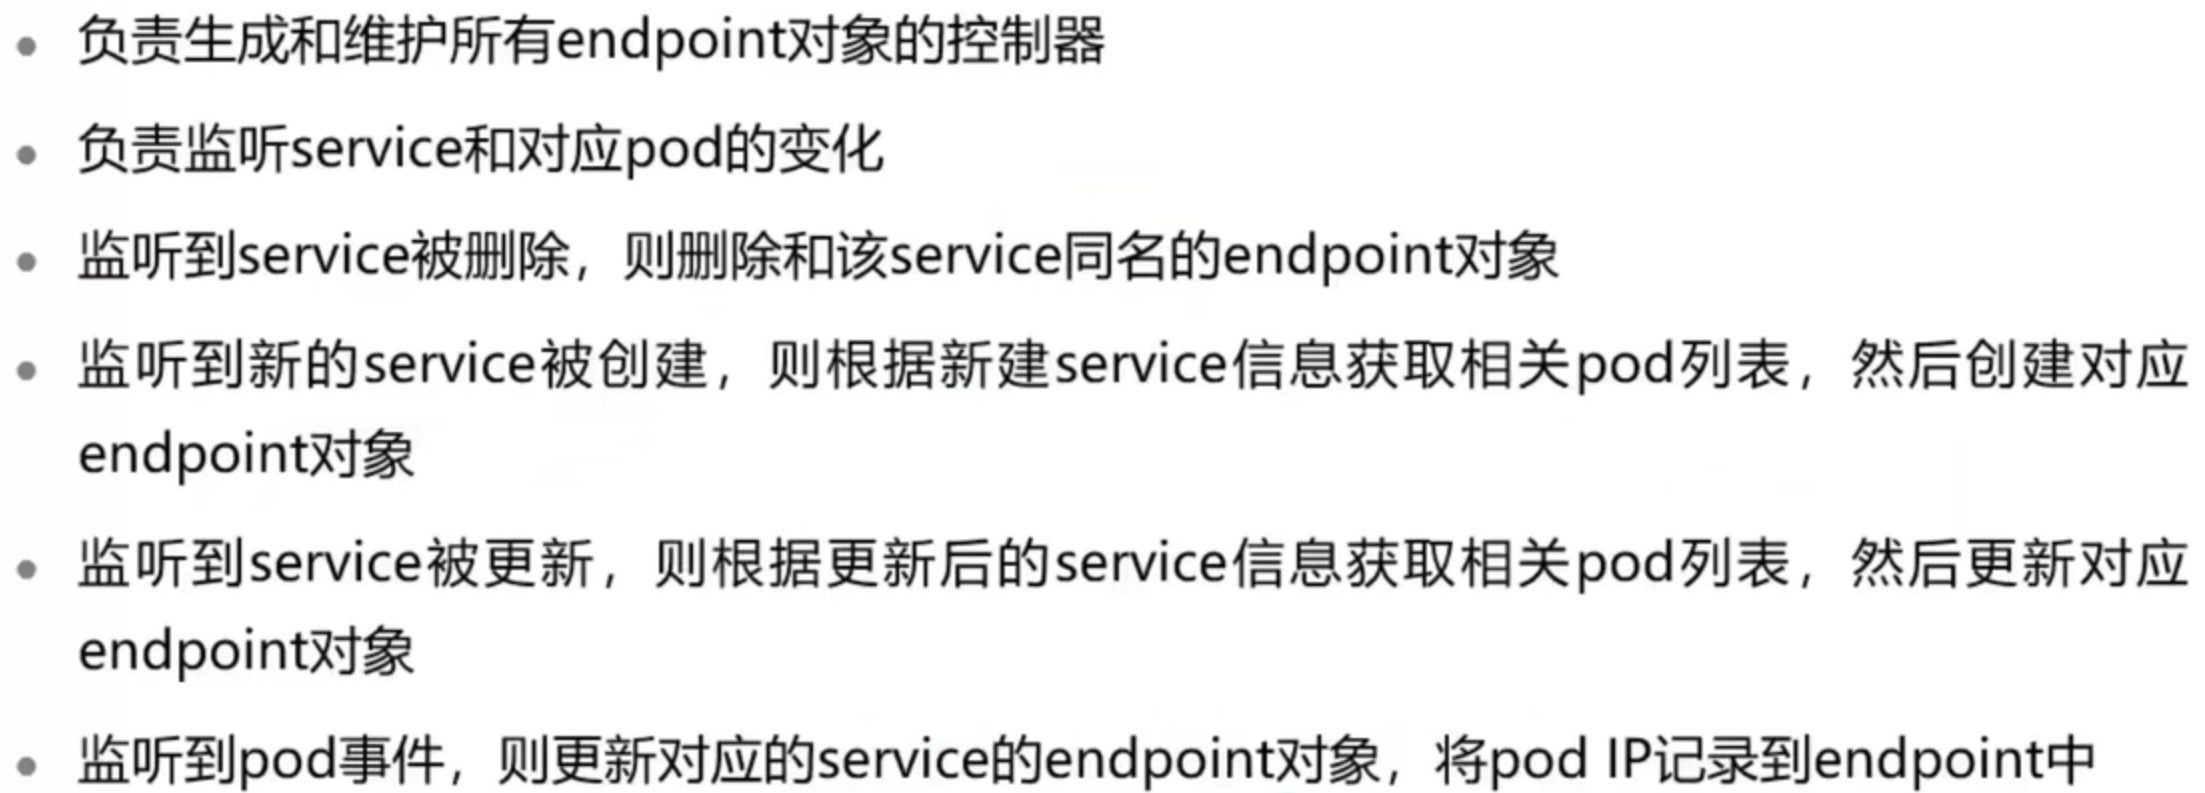 负责生成和维护所有endpoint对象的控制器
负责监听service和对应pod的变化
监听到service被删除，则删除和该service同名的endpoint对象
监听到新的service被创建，则根据新建service信息获取相关pod列表，然后创建对应
endpoint对象
监听到service被更新，则根据更新后的service信息获取相关pod列表，然后更新对应
endpoint对象
监听到pod事件，则更新对应的service的endpoint对象，将pod IP记录到endpoint中